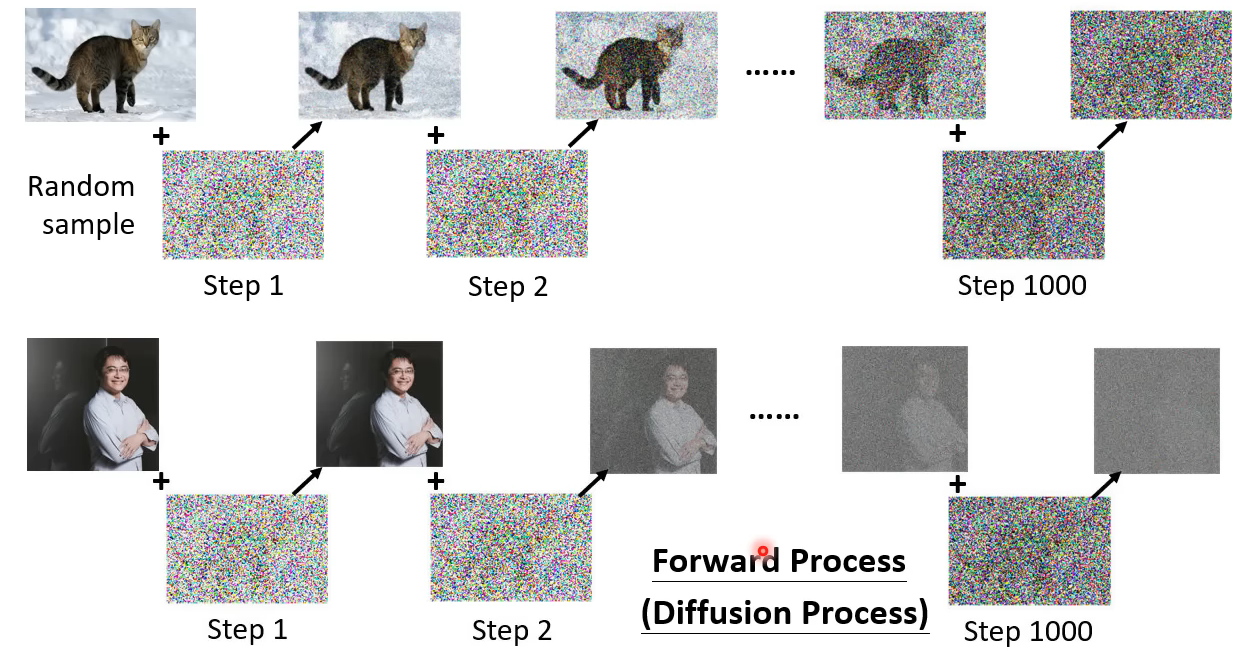 Random
sample
Step 1
Step 2
……
Step 1000
Step 1
Step 2
……
Forward Process
(Diffusion Process)
Step 1000